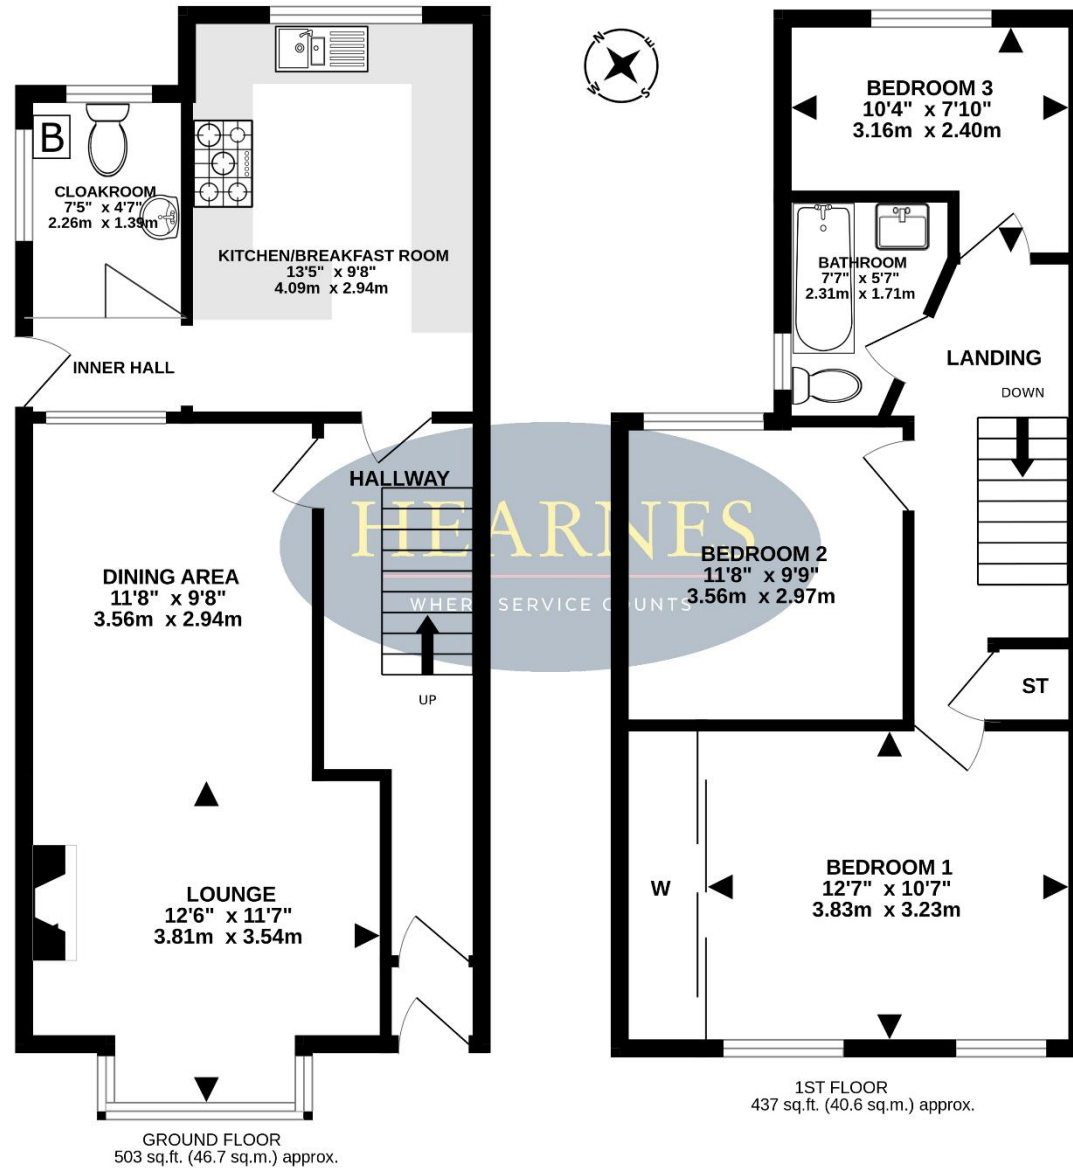 B
CLOAKROOM
7'5" x 4'7"
2.26m x 1.39m
KITCHEN/BREAKFAST ROOM
13'5" x 9'8"
4.09m x 2.94m
INNER HALL
HALLWAY
DINING AREA
11'8" x 9'8"
3.56m x 2.94m
UP
LOUNGE
12'6" x 11'7"
3.81m x 3.54m
GROUND FLOOR
503 sq.ft. (46.7 sq.m.) approx.
N
E
W
S
HEARNES
WHERE SERVICE COUNTS
BEDROOM 3
10'4" x 7'10"
3.16m x 2.40m
BATHROOM
7'7" x 5'7"
2.31m x 1.71m
LANDING
DOWN
BEDROOM 2
11'8" x 9'9"
3.56m x 2.97m
ST
W
BEDROOM 1
12'7" x 10'7"
3.83m x 3.23m
1ST FLOOR
437 sq.ft. (40.6 sq.m.) approx.